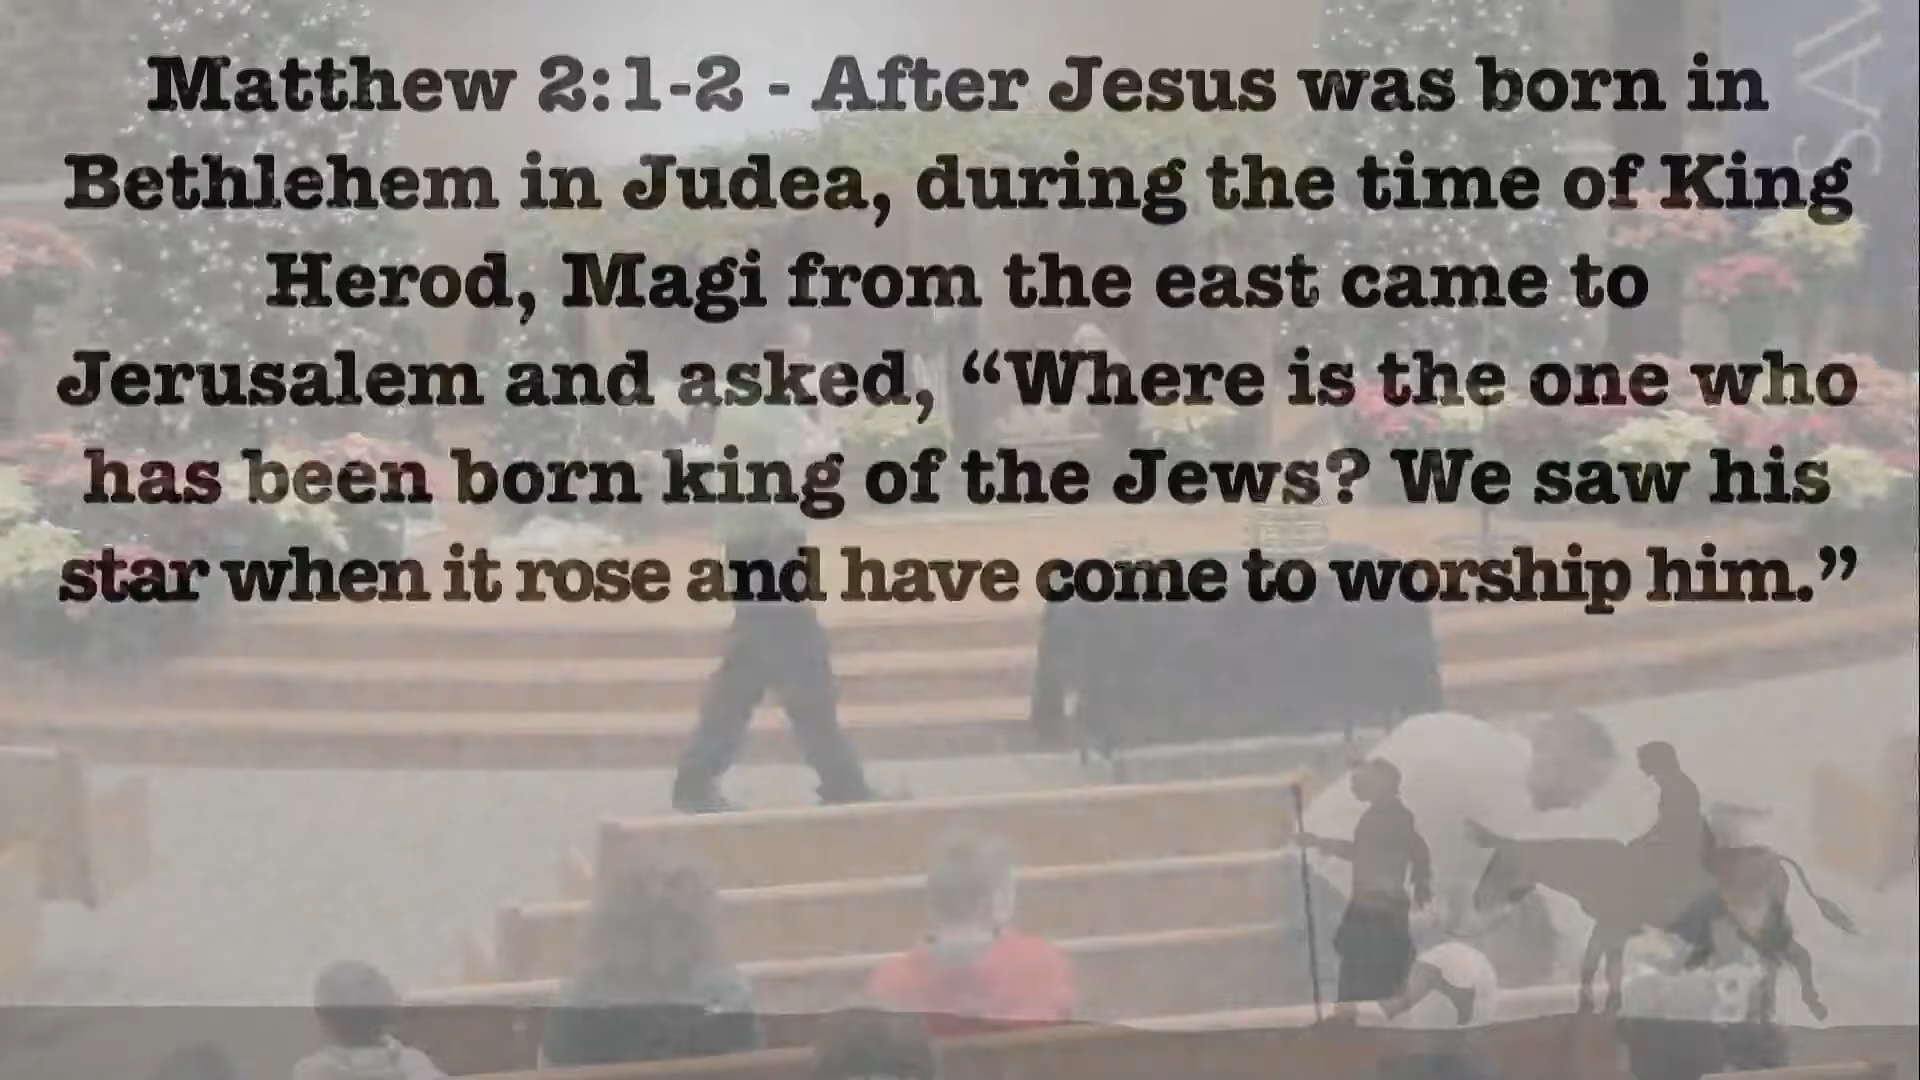 Matthew 2:1-2 - After Jesus was born in
Bethlehem in Judea, during the time of King
Herod, Magi from the east came to
Jerusalem and asked, “Where is the one who
has been born king of the Jews? We saw his
star when it rose and have come to worship him.”
SAV
8